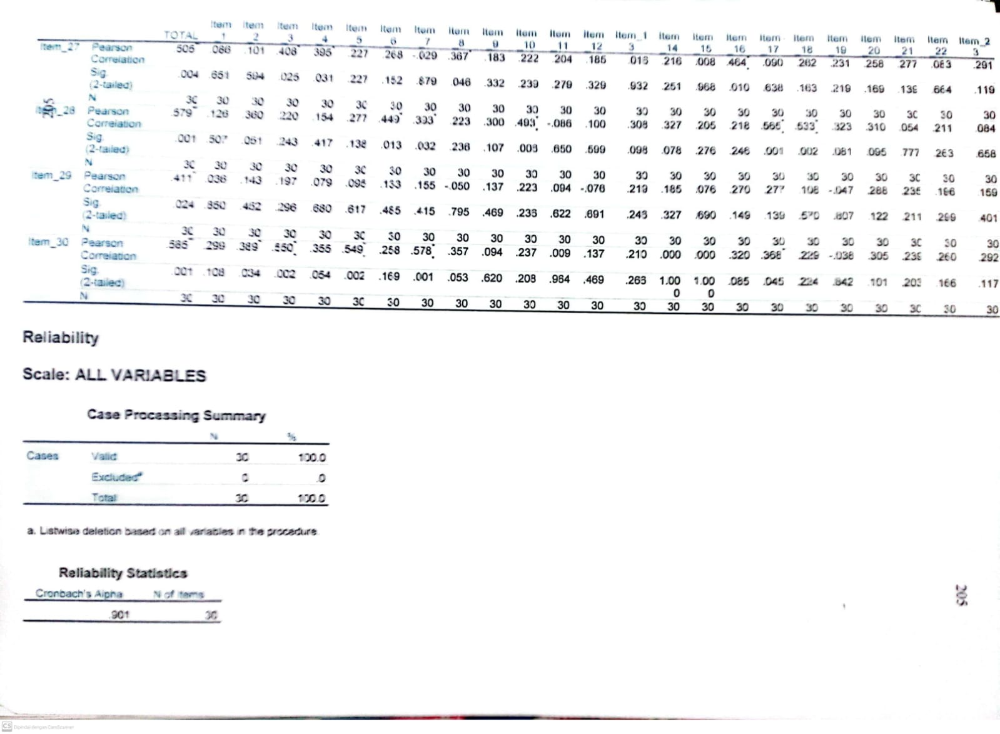 TOTAL Item 1 Item 2 Item 3 Item 4 Item 5 Item 6 Item 7 Item 8 Item 9 Item 10 Item 11 Item 12 Item_1 3 Item 14 Item 15 Item 16 Item 17 Item 18 Item 19 Item 20 Item 21 Item 22 Item_2 3
Item_27 Pearson Correlation .505 .086 .101 .408 .395 .227 .268 -.029 .367 .183 .222 .204 .185 .013 .216 .008 .464 .090 .262 .231 .258 .277 .083 .291
Sig. (2-tailed) .004 .651 .594 .025 .031 .227 .152 .879 .046 .332 .239 .279 .329 .932 .251 .968 .010 .638 .163 .219 .169 .139 .664 .119
N 30 30 30 30 30 30 30 30 30 30 30 30 30 30 30 30 30 30 30 30 30 30 30 30
Item_28 Pearson Correlation .579 .126 .360 .220 .154 .277 .449* .393* .223 .300 .493 -.086 .100 .308 .327 .205 .218 .566 .533 .323 .310 .054 .211 .084
Sig. (2-tailed) .001 .507 .051 .243 .417 .138 .013 .032 .236 .107 .006 .650 .599 .098 .078 .276 .246 .001 .002 .081 .095 .777 .263 .658
N 30 30 30 30 30 30 30 30 30 30 30 30 30 30 30 30 30 30 30 30 30 30 30 30
Item_29 Pearson Correlation .411 .036 .143 .197 .079 .095 .133 .155 -.050 .137 .223 .094 -.076 .219 .185 .076 .270 .277 .108 -.047 .288 .235 .196 .159
Sig. (2-tailed) .024 .850 .452 .296 .680 .617 .485 .415 .795 .469 .235 .622 .691 .245 .327 .690 .149 .139 .570 .807 .122 .211 .299 .401
N 30 30 30 30 30 30 30 30 30 30 30 30 30 30 30 30 30 30 30 30 30 30 30 30
Item_30 Pearson Correlation .585 .299 .389* .550 .355 .549 .258 .578 .357 .094 .237 .009 .137 .210 .000 .000 .320 .368* .229 -.038 .305 .239 .260 .292
Sig. (2-tailed) .001 .108 .034 .002 .054 .002 .169 .001 .053 .620 .208 .964 .469 .265 1.000 1.000 .085 .045 .224 .842 .101 .203 .166 .117
N 30 30 30 30 30 30 30 30 30 30 30 30 30 30 30 30 30 30 30 30 30 30 30 30
Reliability
Scale: ALL VARIABLES
Case Processing Summary
N %
Cases Valid 30 100.0
Excludedª 0 .0
Total 30 100.0
a. Listwise deletion based on all variables in the procedure.
Reliability Statistics
Cronbach's Alpha N of Items
.901 30
205
CS Dipindai dengan CamScanner